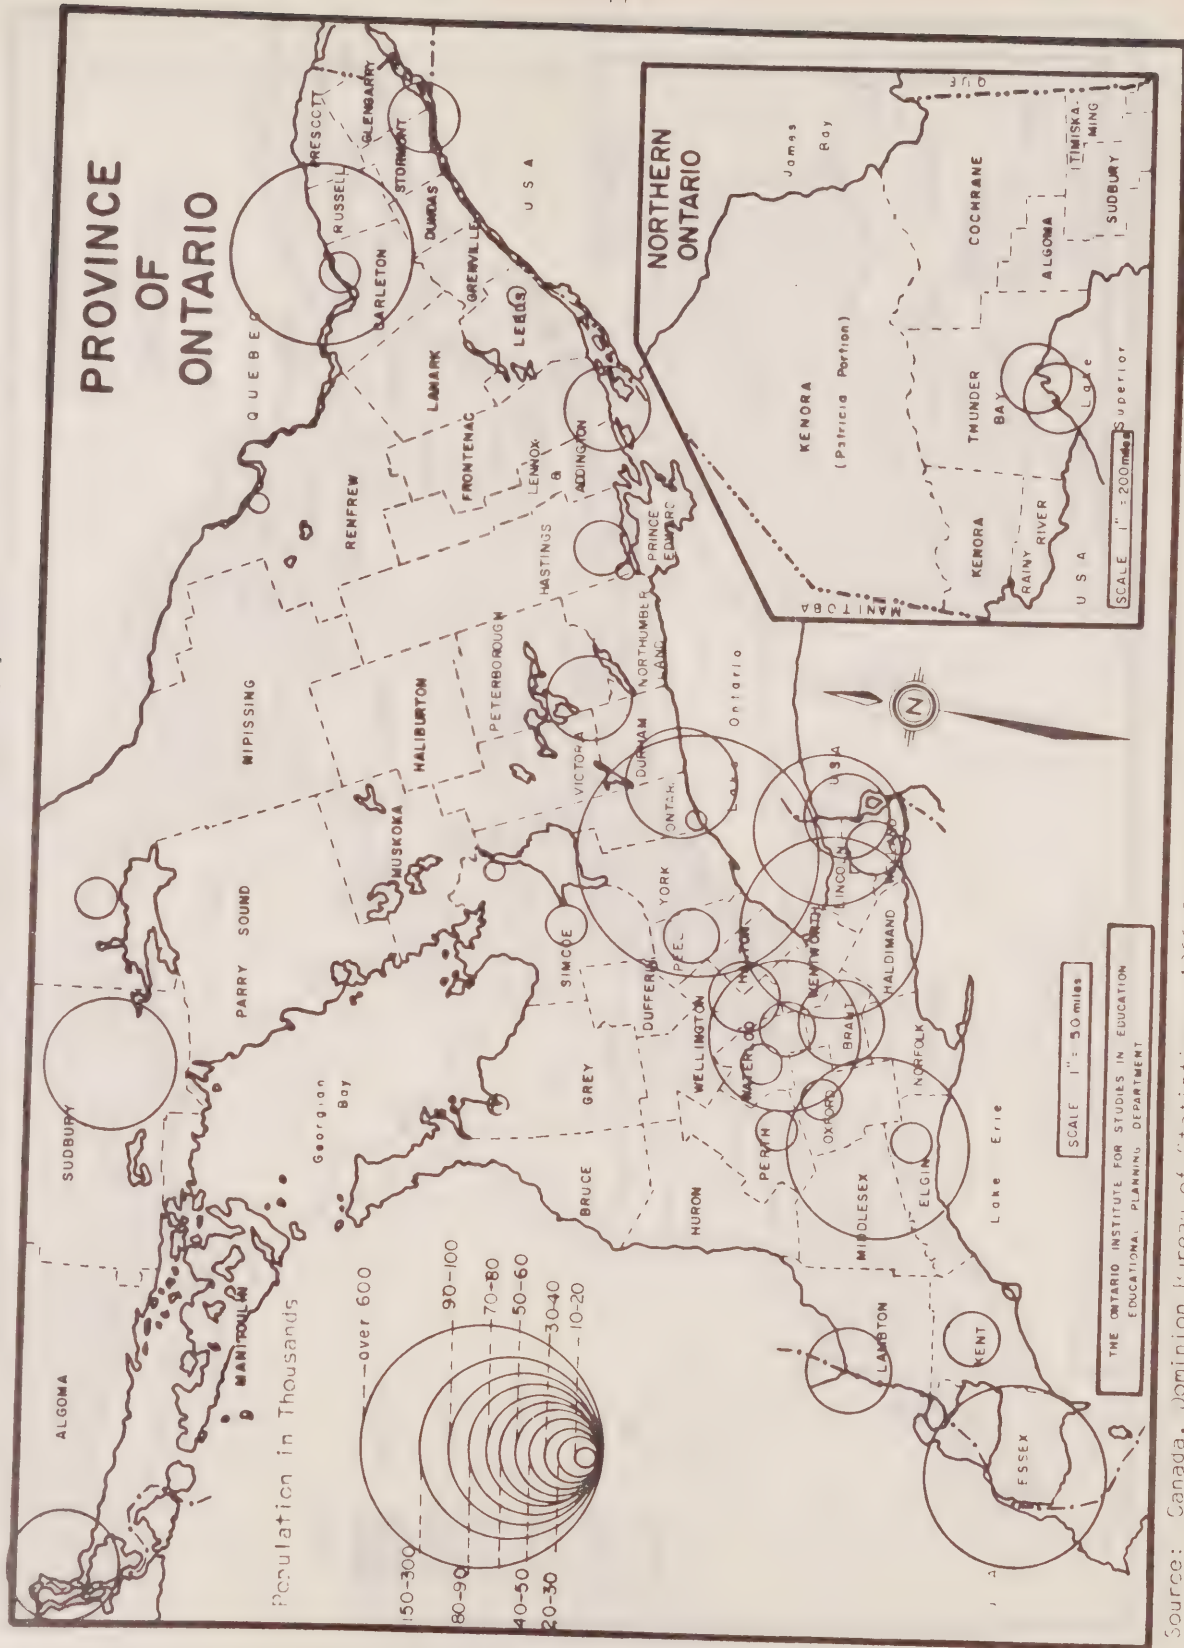 PROVINCE
OF
ONTARIO
QUEBEC
PRESCOTT
GLENGARRY
RUSSELL
STORMONT
CARLETON
DUNDAS
GRENVILLE
LEEDS
LANARK
FRONTENAC
LENNOX
&
ADDINGTON
RENFREW
HASTINGS
PRINCE
EDWARD
NIPISSING
HALIBURTON
PETERBOROUGH
NORTHUMBER
LAND
VICTORIA
DURHAM
MUSKOKA
PARRY SOUND
ONTAR.
YORK
SIMCOE
PEEL
DUFFERIN
HALTON
WENTWORTH
LINCOLN
HALDIMAND
WELLINGTON
WATERLOO
BRANT
NORFOLK
GREY
BRUCE
HURON
PERTH
OXFORD
MIDDLESEX
ELGIN
LAMBTON
KENT
ESSEX
SUDBURY
ALGOMA
MANITOULIN
Georgian
Bay
Lake Ontario
Lake Erie
U S A
U S A
N
NORTHERN
ONTARIO
James
Bay
QUE
MANITOBA
KENORA
(Patricia Portion)
COCHRANE
TIMISKA-
MING
SUDBURY
ALGOMA
THUNDER
BAY
KENORA
RAINY
RIVER
Lake
Superior
U S A
SCALE 1" = 200 miles
Population in Thousands
over 600
150-300
90-100
80-90
70-80
50-60
40-50
30-40
20-30
10-20
SCALE 1" = 50 miles
THE ONTARIO INSTITUTE FOR STUDIES IN EDUCATION
EDUCATIONAL PLANNING DEPARTMENT
Source: Canada, Dominion Bureau of